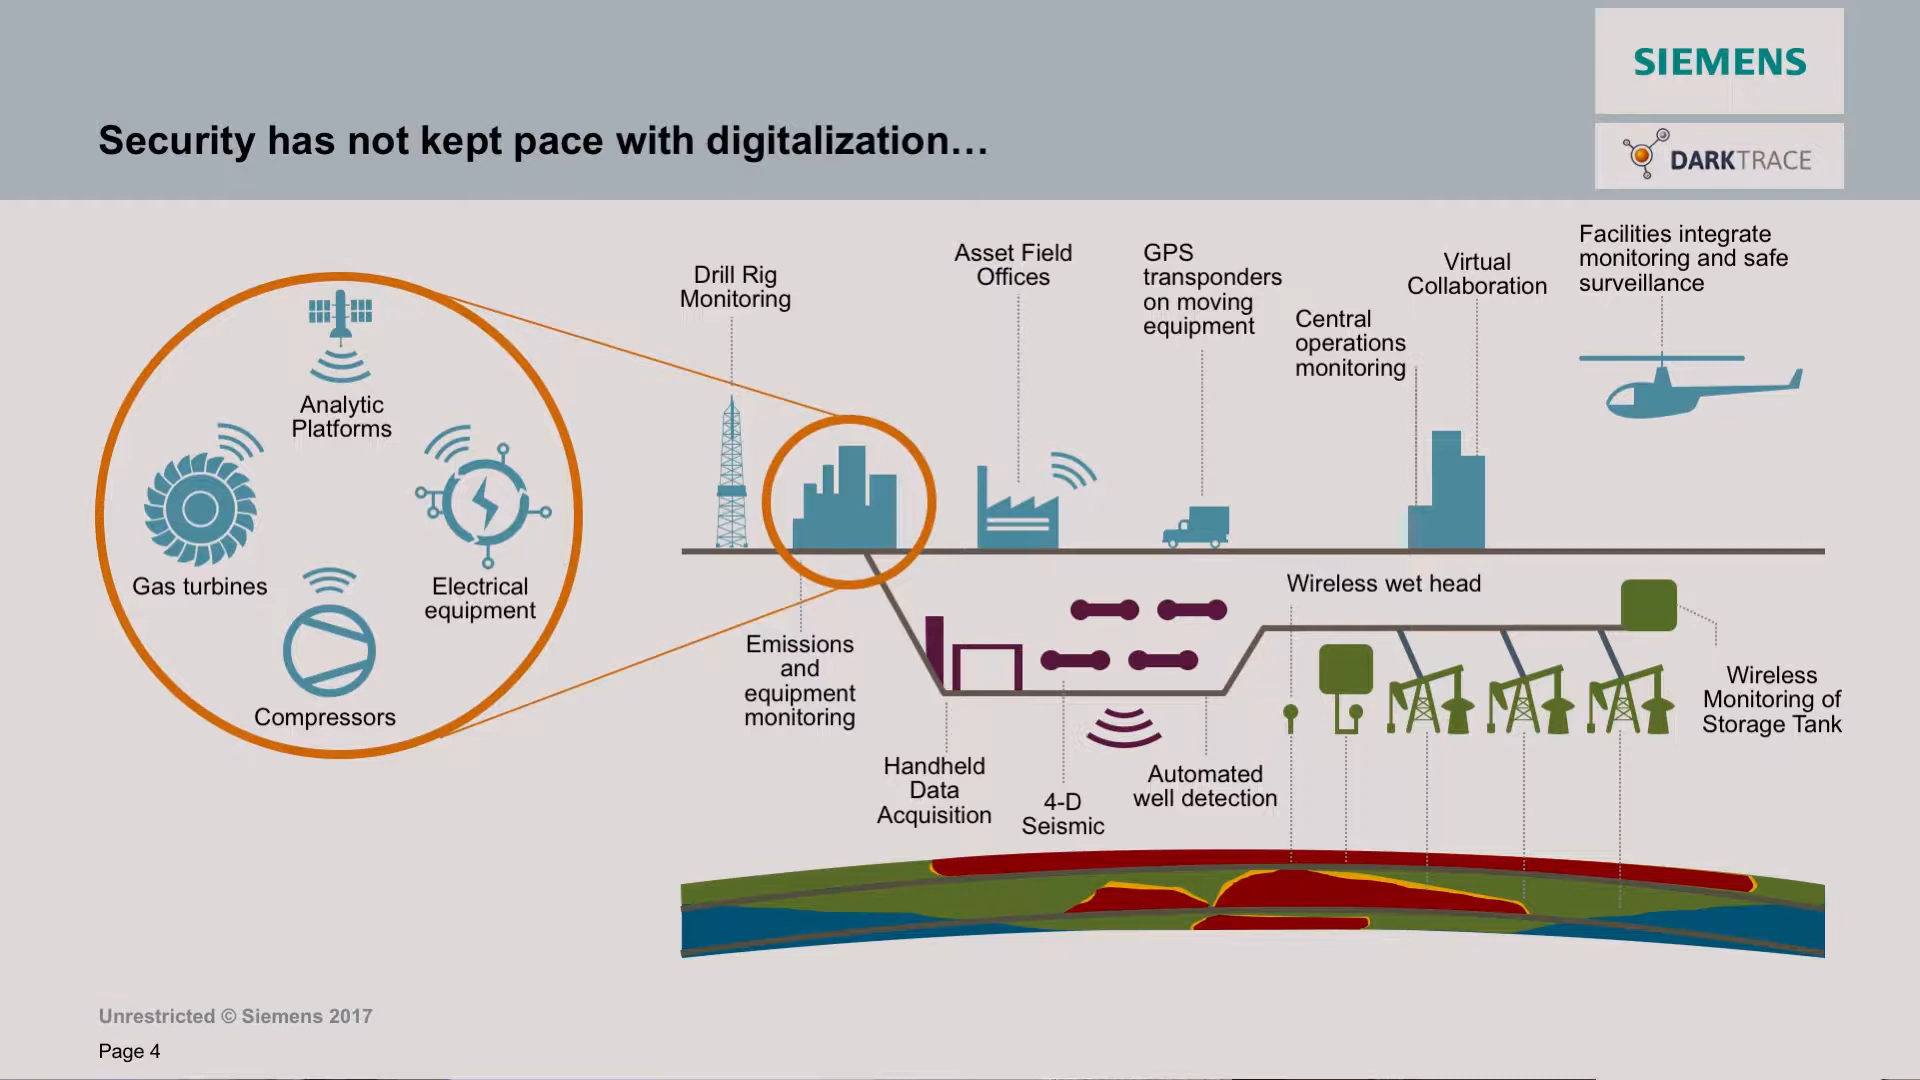 SIEMENS
Security has not kept pace with digitalization…
DARKTRACE
Analytic
Platforms
Gas turbines
Electrical
equipment
Compressors
Drill Rig
Monitoring
Asset Field
Offices
GPS
transponders
on moving
equipment
Central
operations
monitoring
Virtual
Collaboration
Facilities integrate
monitoring and safe
surveillance
Emissions
and
equipment
monitoring
Handheld
Data
Acquisition
4-D
Seismic
Automated
well detection
Wireless wet head
Wireless
Monitoring of
Storage Tank
Unrestricted © Siemens 2017
Page 4